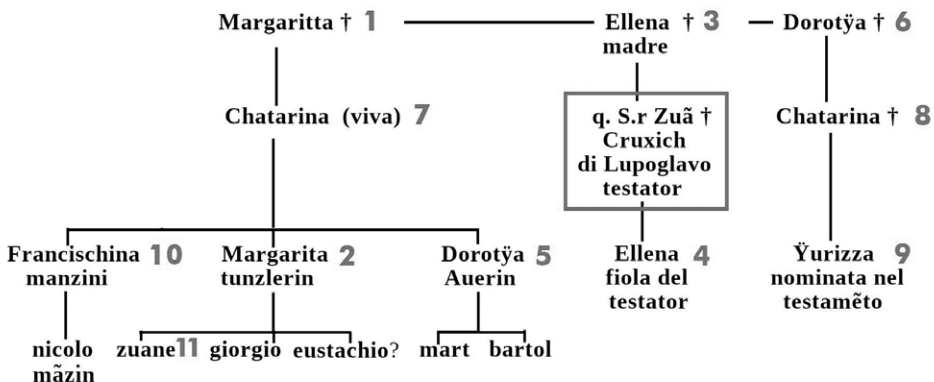 Margaritta † 1 Ellena † 3 Dorotÿa † 6
madre
Chatarina (viva) 7 q. S.r Zuã † Chatarina † 8
Cruxich
di Lupoglavo
testator
Francischina 10 Margarita 2 Dorotÿa 5 Ellena 4 Ÿurizza 9
manzini tunzlerin Auerin fiola del nominata nel
testator testamẽto
nicolo zuane 11 giorgio eustachio? mart bartol
mãzin